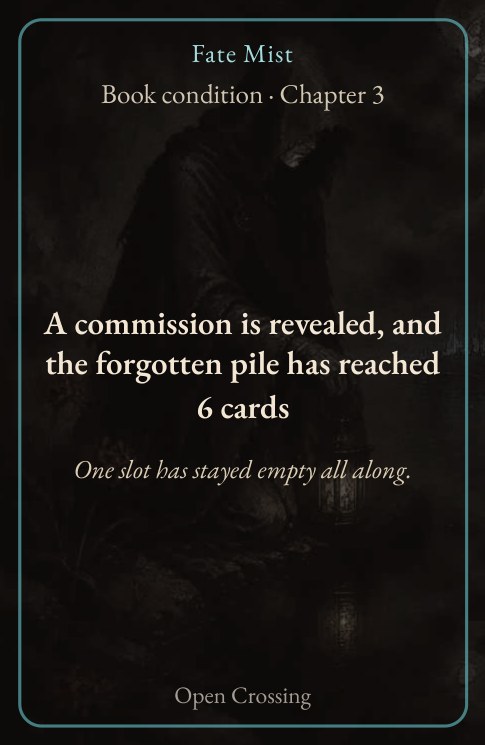 Fate Mist
Book condition · Chapter 3
A commission is revealed, and
the forgotten pile has reached
6 cards
One slot has stayed empty all along.
Open Crossing